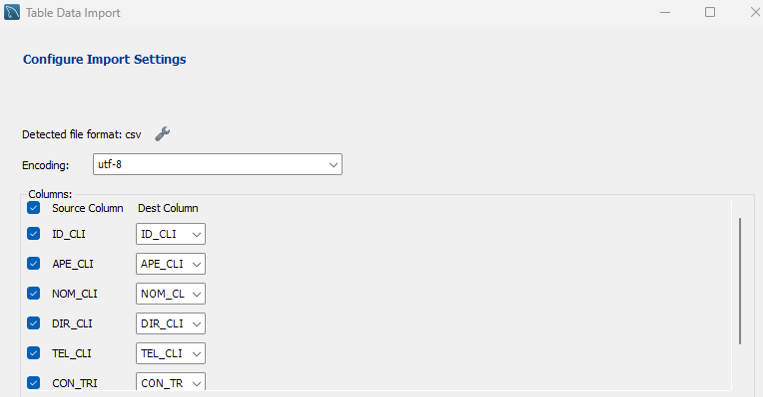 Table Data Import
Configure Import Settings
Detected file format: csv
Encoding: utf-8
Columns:
Source Column Dest Column
ID_CLI ID_CLI
APE_CLI APE_CLI
NOM_CLI NOM_CL
DIR_CLI DIR_CLI
TEL_CLI TEL_CLI
CON_TRI CON_TR